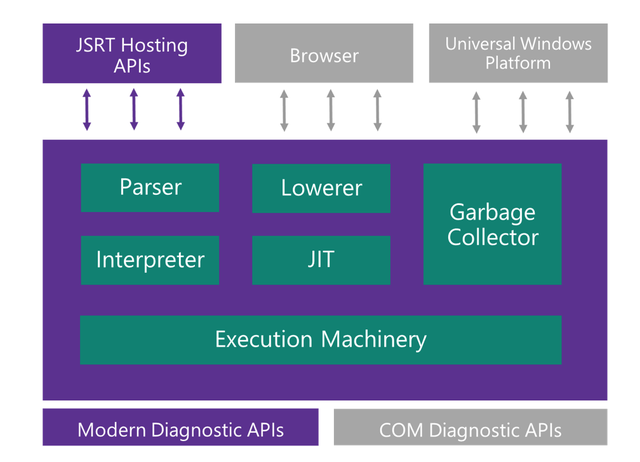 JSRT Hosting
APIs
Browser
Universal Windows
Platform
Parser
Lowerer
Garbage
Collector
Interpreter
JIT
Execution Machinery
Modern Diagnostic APIs
COM Diagnostic APIs